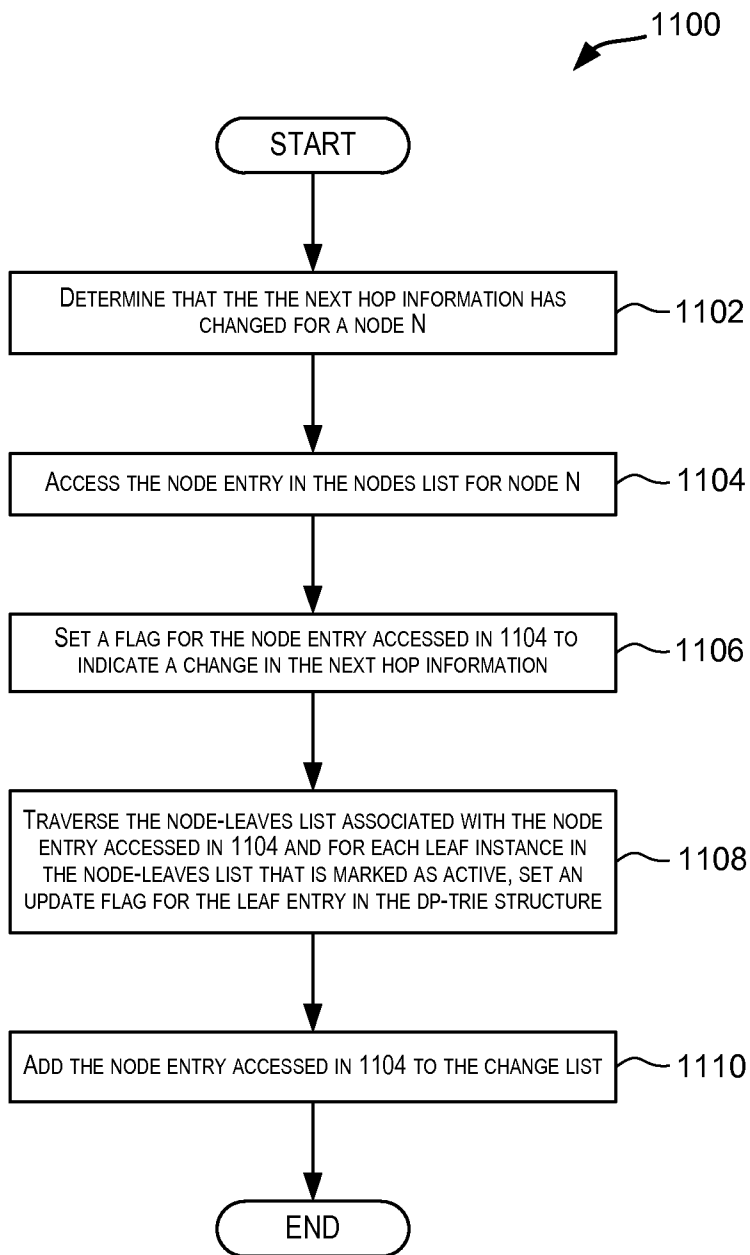 1100
START
DETERMINE THAT THE THE NEXT HOP INFORMATION HAS
CHANGED FOR A NODE N
1102
ACCESS THE NODE ENTRY IN THE NODES LIST FOR NODE N
1104
SET A FLAG FOR THE NODE ENTRY ACCESSED IN 1104 TO
INDICATE A CHANGE IN THE NEXT HOP INFORMATION
1106
TRAVERSE THE NODE-LEAVES LIST ASSOCIATED WITH THE NODE
ENTRY ACCESSED IN 1104 AND FOR EACH LEAF INSTANCE IN
THE NODE-LEAVES LIST THAT IS MARKED AS ACTIVE, SET AN
UPDATE FLAG FOR THE LEAF ENTRY IN THE DP-TRIE STRUCTURE
1108
ADD THE NODE ENTRY ACCESSED IN 1104 TO THE CHANGE LIST
1110
END